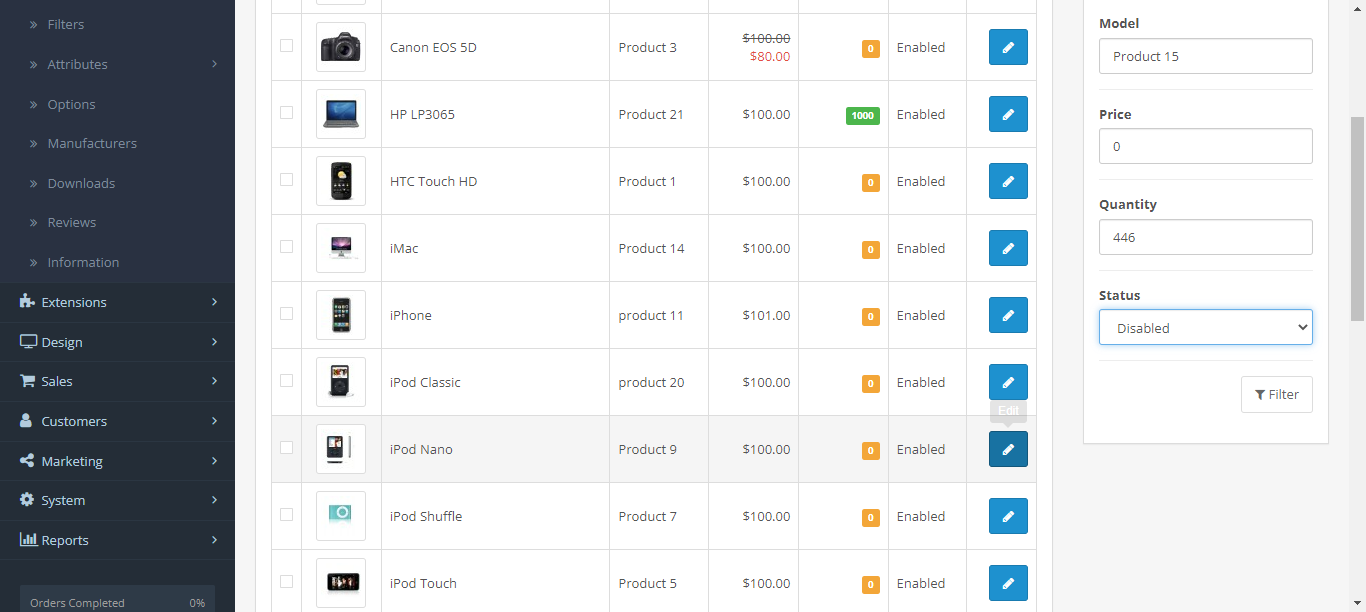 Filters
Attributes
Options
Manufacturers
Downloads
Reviews
Information
Extensions
Design
Sales
Customers
Marketing
System
Reports
Orders Completed 0%
Canon EOS 5D Product 3 $100.00 $80.00 0 Enabled
HP LP3065 Product 21 $100.00 1000 Enabled
HTC Touch HD Product 1 $100.00 0 Enabled
iMac Product 14 $100.00 0 Enabled
iPhone product 11 $101.00 0 Enabled
iPod Classic product 20 $100.00 0 Enabled
Edit
iPod Nano Product 9 $100.00 0 Enabled
iPod Shuffle Product 7 $100.00 0 Enabled
iPod Touch Product 5 $100.00 0 Enabled
Model
Product 15
Price
0
Quantity
446
Status
Disabled
Filter